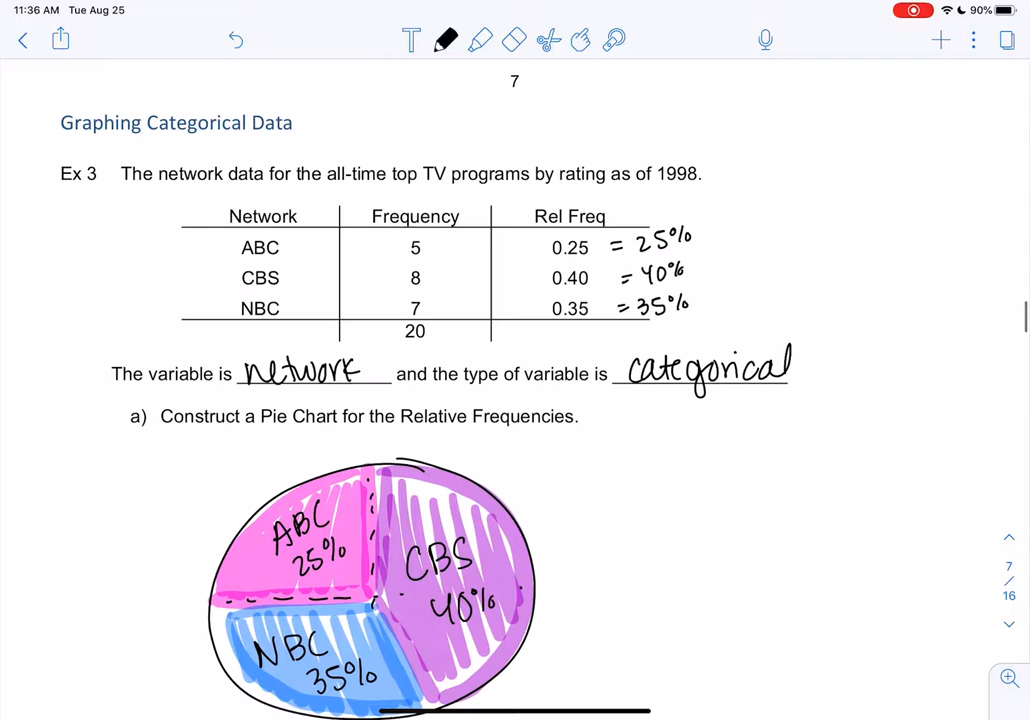 11:36 AM Tue Aug 25
90%
7
Graphing Categorical Data
Ex 3 The network data for the all-time top TV programs by rating as of 1998.
Network Frequency Rel Freq
ABC 5 0.25 = 25%
CBS 8 0.40 = 40%
NBC 7 0.35 = 35%
20
The variable is network and the type of variable is categorical
a) Construct a Pie Chart for the Relative Frequencies.
ABC
25%
CBS
40%
NBC
35%
7
/
16